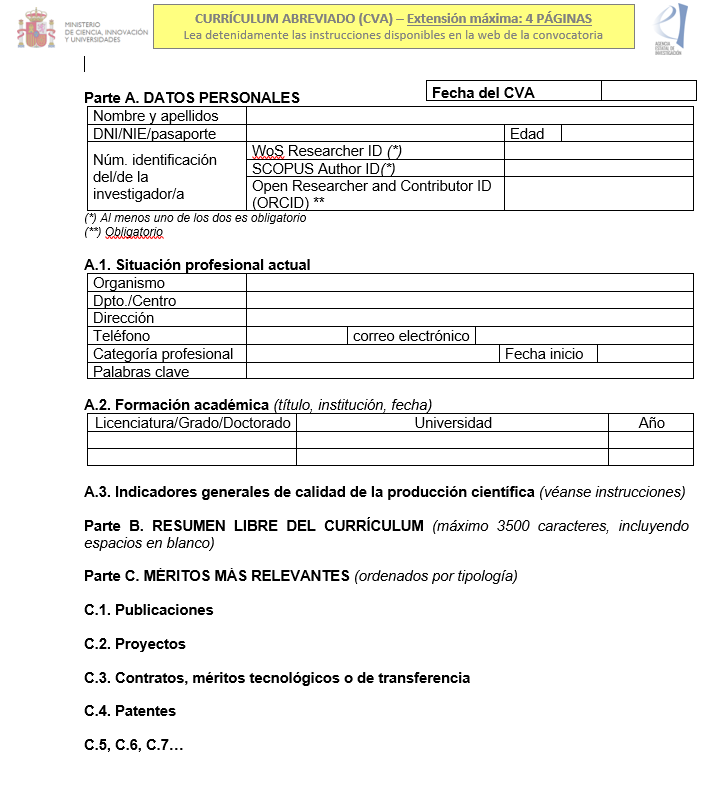 MINISTERIO
DE CIENCIA, INNOVACIÓN
Y UNIVERSIDADES
CURRÍCULUM ABREVIADO (CVA) – Extensión máxima: 4 PÁGINAS
Lea detenidamente las instrucciones disponibles en la web de la convocatoria
AGENCIA
ESTATAL DE
INVESTIGACIÓN
Fecha del CVA
Parte A. DATOS PERSONALES
Nombre y apellidos
DNI/NIE/pasaporte Edad
Núm. identificación
del/de la
investigador/a
WoS Researcher ID (*)
SCOPUS Author ID(*)
Open Researcher and Contributor ID
(ORCID) **
(*) Al menos uno de los dos es obligatorio
(**) Obligatorio
A.1. Situación profesional actual
Organismo
Dpto./Centro
Dirección
Teléfono correo electrónico
Categoría profesional Fecha inicio
Palabras clave
A.2. Formación académica (título, institución, fecha)
Licenciatura/Grado/Doctorado Universidad Año
A.3. Indicadores generales de calidad de la producción científica (véanse instrucciones)
Parte B. RESUMEN LIBRE DEL CURRÍCULUM (máximo 3500 caracteres, incluyendo
espacios en blanco)
Parte C. MÉRITOS MÁS RELEVANTES (ordenados por tipología)
C.1. Publicaciones
C.2. Proyectos
C.3. Contratos, méritos tecnológicos o de transferencia
C.4. Patentes
C.5, C.6, C.7…